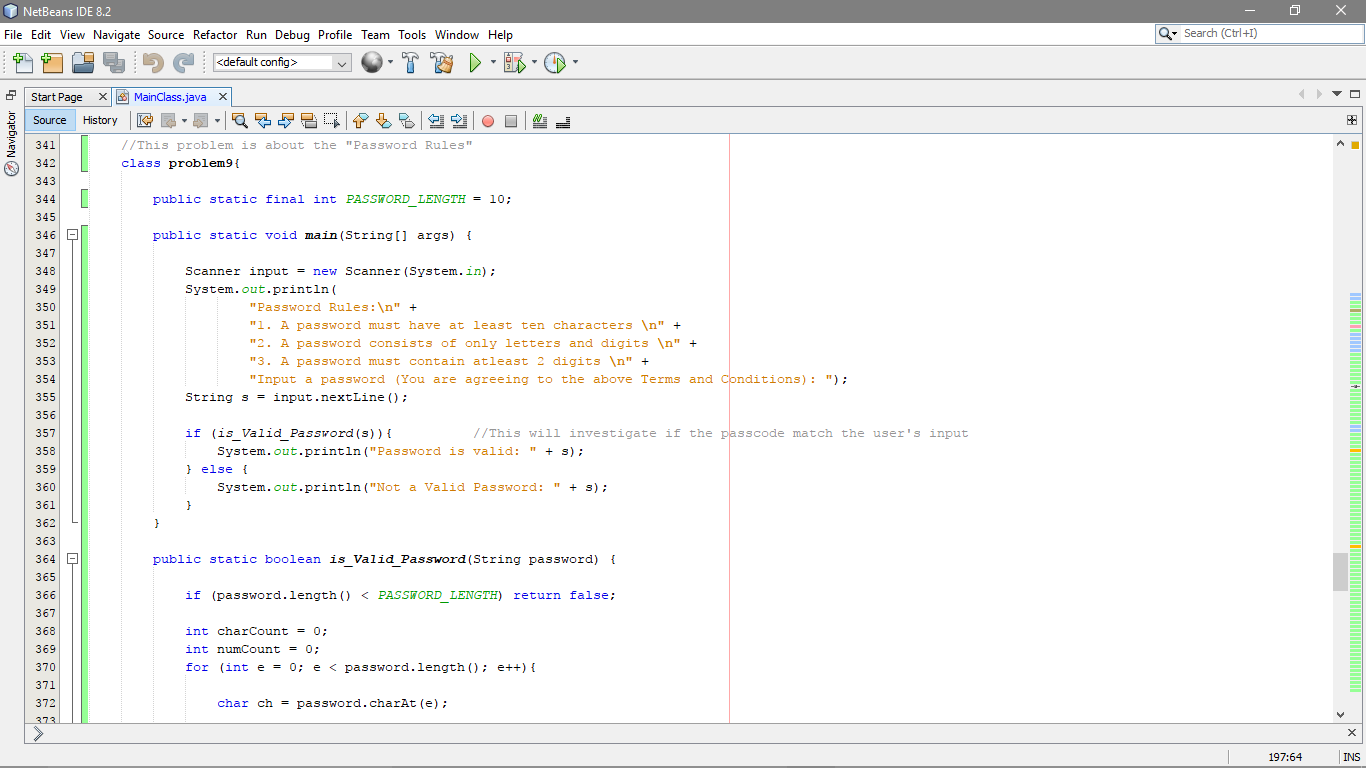 NetBeans IDE 8.2
File Edit View Navigate Source Refactor Run Debug Profile Team Tools Window Help
Search (Ctrl+I)
<default config>
Start Page
MainClass.java
Navigator
Source History
341 //This problem is about the "Password Rules"
342 class problem9{
343
344 public static final int PASSWORD_LENGTH = 10;
345
346 public static void main(String[] args) {
347
348 Scanner input = new Scanner(System.in);
349 System.out.println(
350 "Password Rules:\n" +
351 "1. A password must have at least ten characters \n" +
352 "2. A password consists of only letters and digits \n" +
353 "3. A password must contain atleast 2 digits \n" +
354 "Input a password (You are agreeing to the above Terms and Conditions): ");
355 String s = input.nextLine();
356
357 if (is_Valid_Password(s)){ //This will investigate if the passcode match the user's input
358 System.out.println("Password is valid: " + s);
359 } else {
360 System.out.println("Not a Valid Password: " + s);
361 }
362 }
363
364 public static boolean is_Valid_Password(String password) {
365
366 if (password.length() < PASSWORD_LENGTH) return false;
367
368 int charCount = 0;
369 int numCount = 0;
370 for (int e = 0; e < password.length(); e++){
371
372 char ch = password.charAt(e);
373
197:64 INS